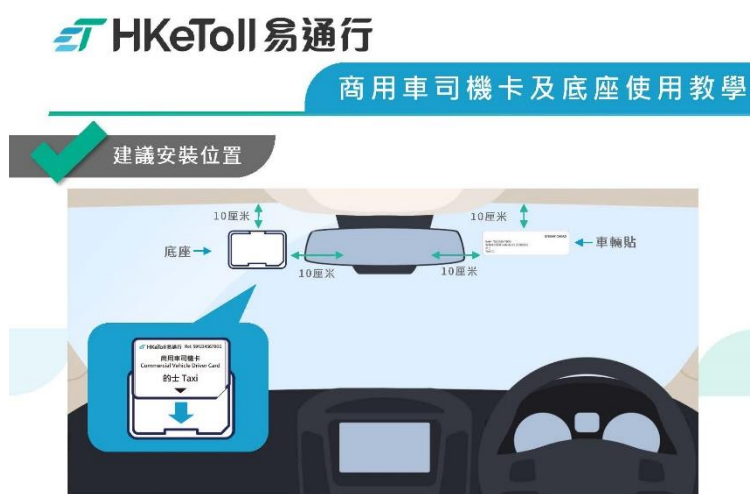 HKeToll 易通行
商用車司機卡及底座使用教學
建議安裝位置
10厘米
10厘米
底座
車輛貼
10厘米
10厘米
HKeToll 易通行
商用車司機卡
Commercial Vehicle Driver Card
的士 Taxi